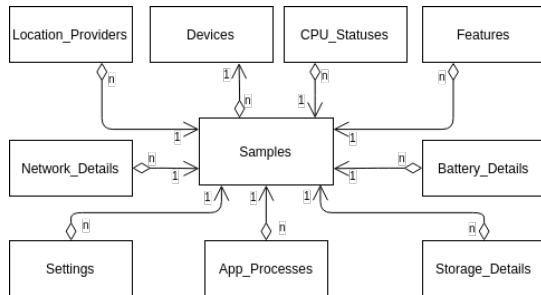 Location_Providers
Devices
CPU_Statuses
Features
n
1
n
n
n
1
1
1
Samples
n
n
Network_Details
1
1
Battery_Details
1
1
1
n
n
n
Settings
App_Processes
Storage_Details